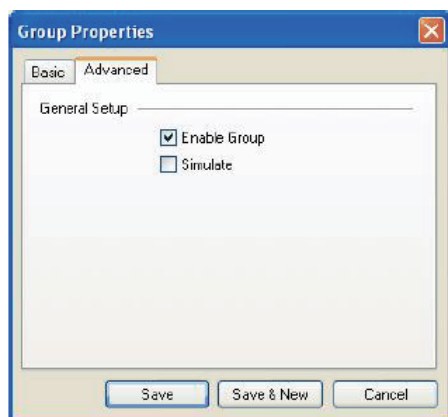 Group Properties
Basic Advanced
General Setup
Enable Group
Simulate
Save Save & New Cancel